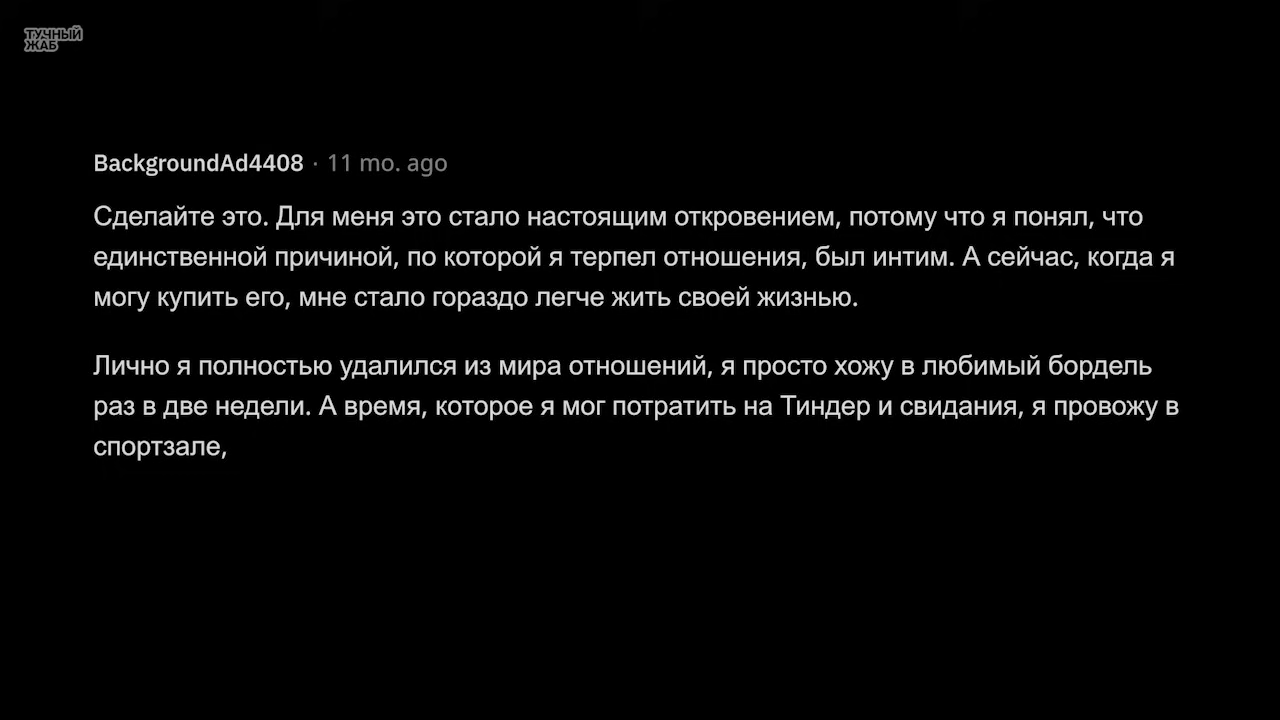 ТУЧНЫЙ
ЖАБ
BackgroundAd4408 · 11 mo. ago
Сделайте это. Для меня это стало настоящим откровением, потому что я понял, что
единственной причиной, по которой я терпел отношения, был интим. А сейчас, когда я
могу купить его, мне стало гораздо легче жить своей жизнью.
Лично я полностью удалился из мира отношений, я просто хожу в любимый бордель
раз в две недели. А время, которое я мог потратить на Тиндер и свидания, я провожу в
спортзале,